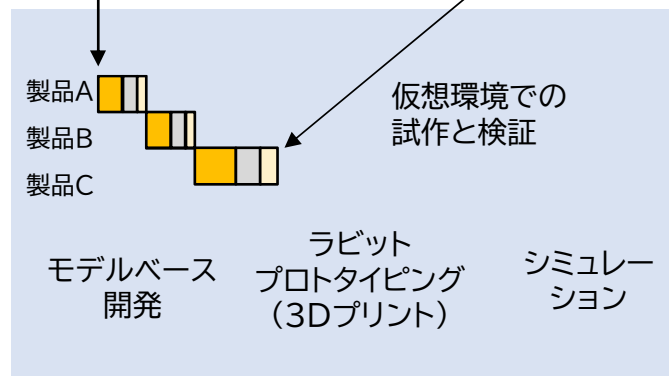 製品A
製品B
製品C
仮想環境での
試作と検証
モデルベース
開発
ラビット
プロトタイピング
（3Dプリント）
シミュレー
ション